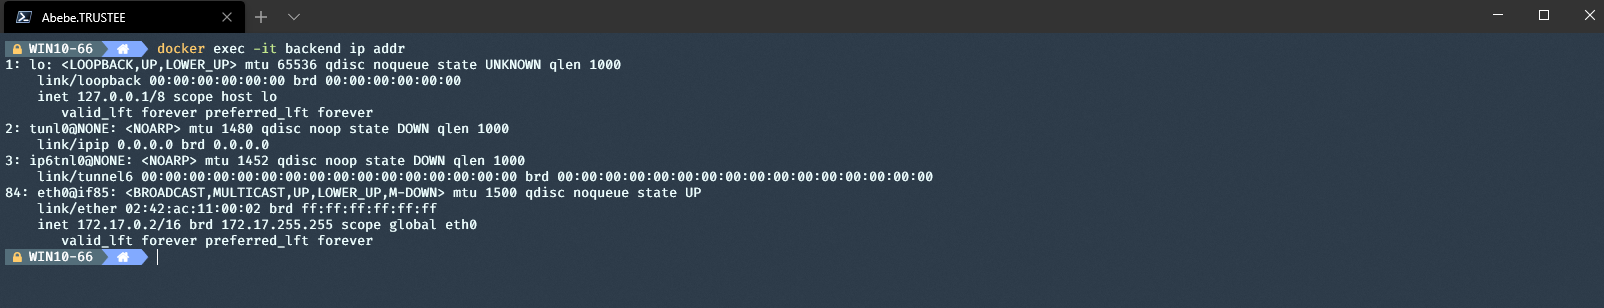 Abebe.TRUSTEE
WIN10-66 docker exec -it backend ip addr
1: lo: <LOOPBACK,UP,LOWER_UP> mtu 65536 qdisc noqueue state UNKNOWN qlen 1000
link/loopback 00:00:00:00:00:00 brd 00:00:00:00:00:00
inet 127.0.0.1/8 scope host lo
valid_lft forever preferred_lft forever
2: tunl0@NONE: <NOARP> mtu 1480 qdisc noop state DOWN qlen 1000
link/ipip 0.0.0.0 brd 0.0.0.0
3: ip6tnl0@NONE: <NOARP> mtu 1452 qdisc noop state DOWN qlen 1000
link/tunnel6 00:00:00:00:00:00:00:00:00:00:00:00:00:00:00:00 brd 00:00:00:00:00:00:00:00:00:00:00:00:00:00:00:00
84: eth0@if85: <BROADCAST,MULTICAST,UP,LOWER_UP,M-DOWN> mtu 1500 qdisc noqueue state UP
link/ether 02:42:ac:11:00:02 brd ff:ff:ff:ff:ff:ff
inet 172.17.0.2/16 brd 172.17.255.255 scope global eth0
valid_lft forever preferred_lft forever
WIN10-66